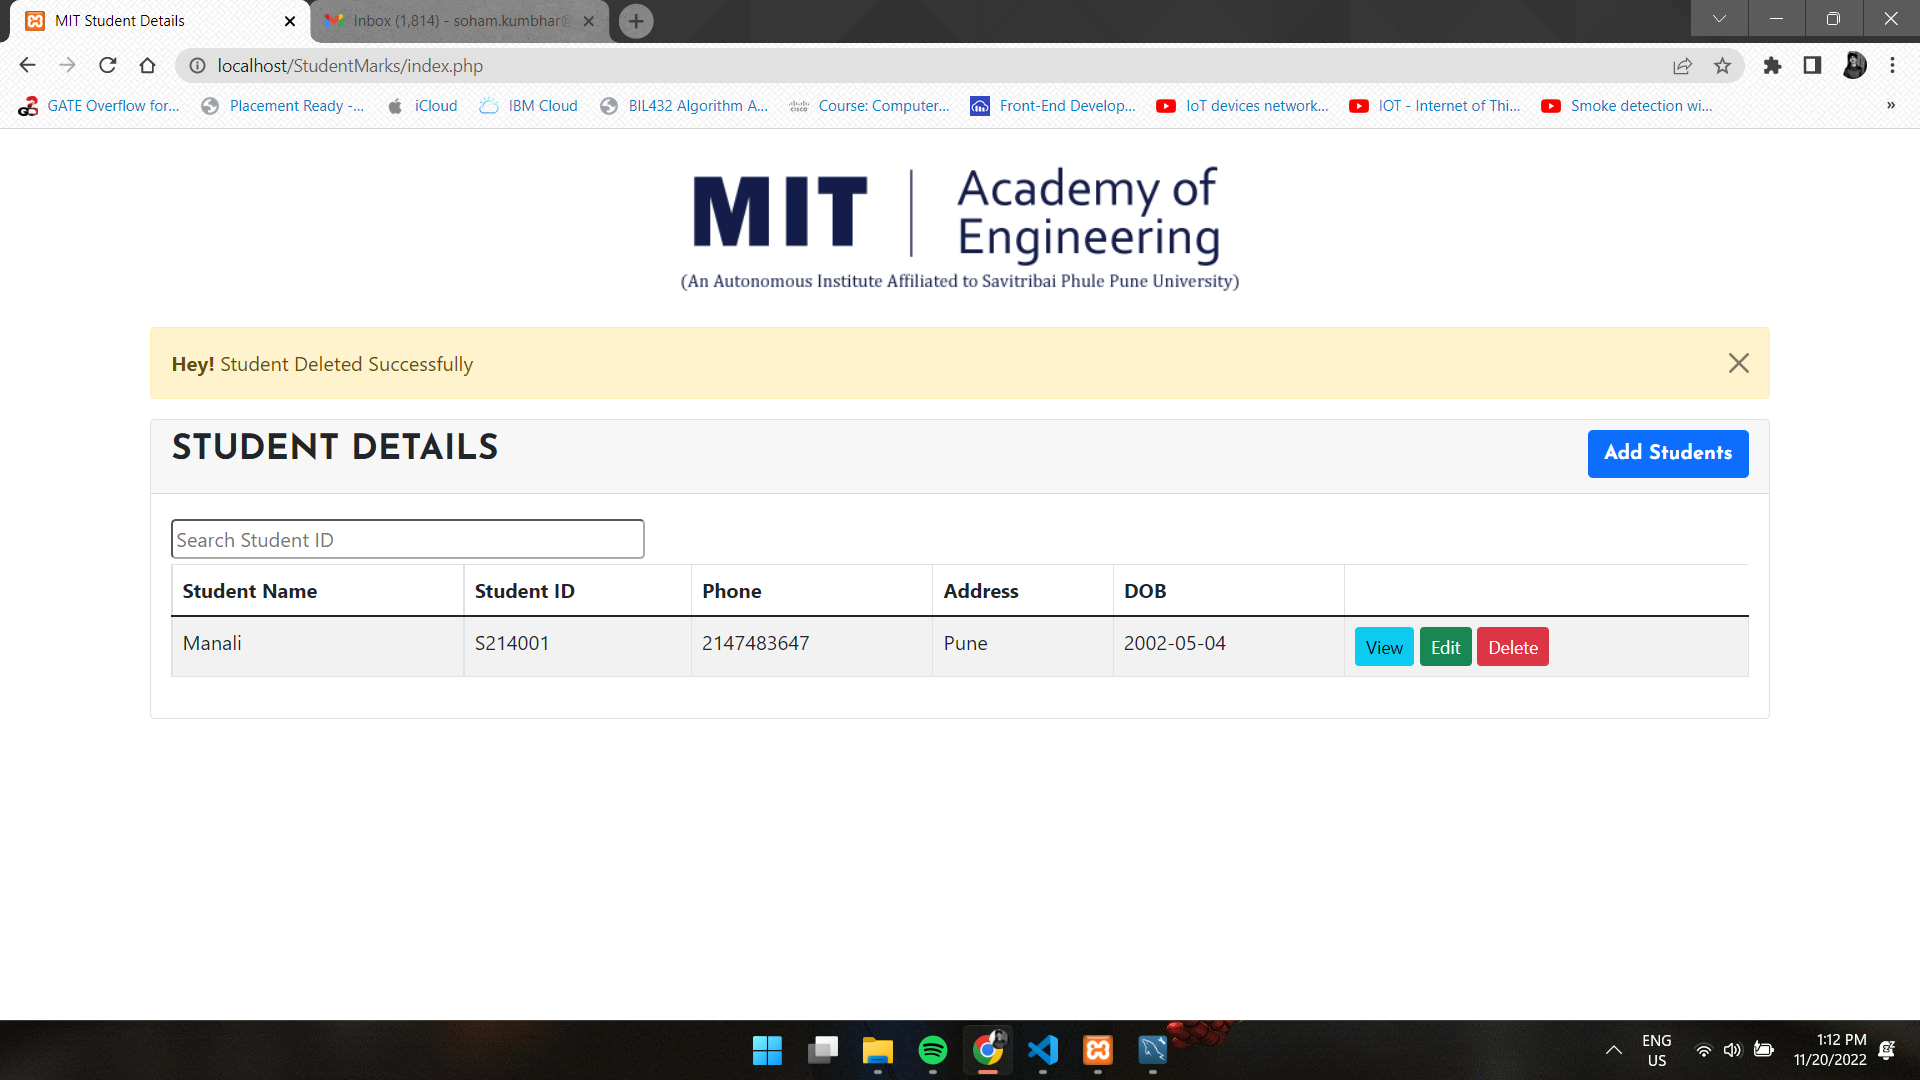 MIT Student Details
Inbox (1,814) - soham.kumbhar@
localhost/StudentMarks/index.php
GATE Overflow for...
Placement Ready -...
iCloud
IBM Cloud
BIL432 Algorithm A...
Course: Computer...
Front-End Develop...
IoT devices network...
IOT - Internet of Thi...
Smoke detection wi...
»
MIT
Academy of
Engineering
(An Autonomous Institute Affiliated to Savitribai Phule Pune University)
Hey! Student Deleted Successfully
STUDENT DETAILS
Add Students
Search Student ID
Student Name Student ID Phone Address DOB
Manali S214001 2147483647 Pune 2002-05-04 View Edit Delete
ENG
US
1:12 PM
11/20/2022